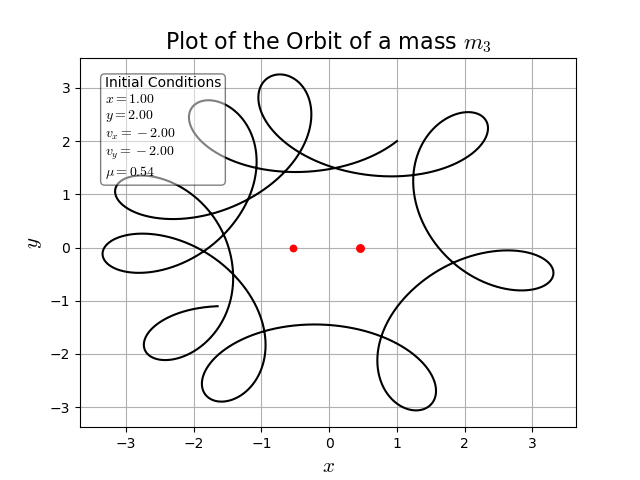 Plot of the Orbit of a mass m₃
Initial Conditions
x = 1.00
y = 2.00
vₓ = −2.00
v_y = −2.00
μ = 0.54
3
2
1
0
−1
−2
−3
y
−3 −2 −1 0 1 2 3
x